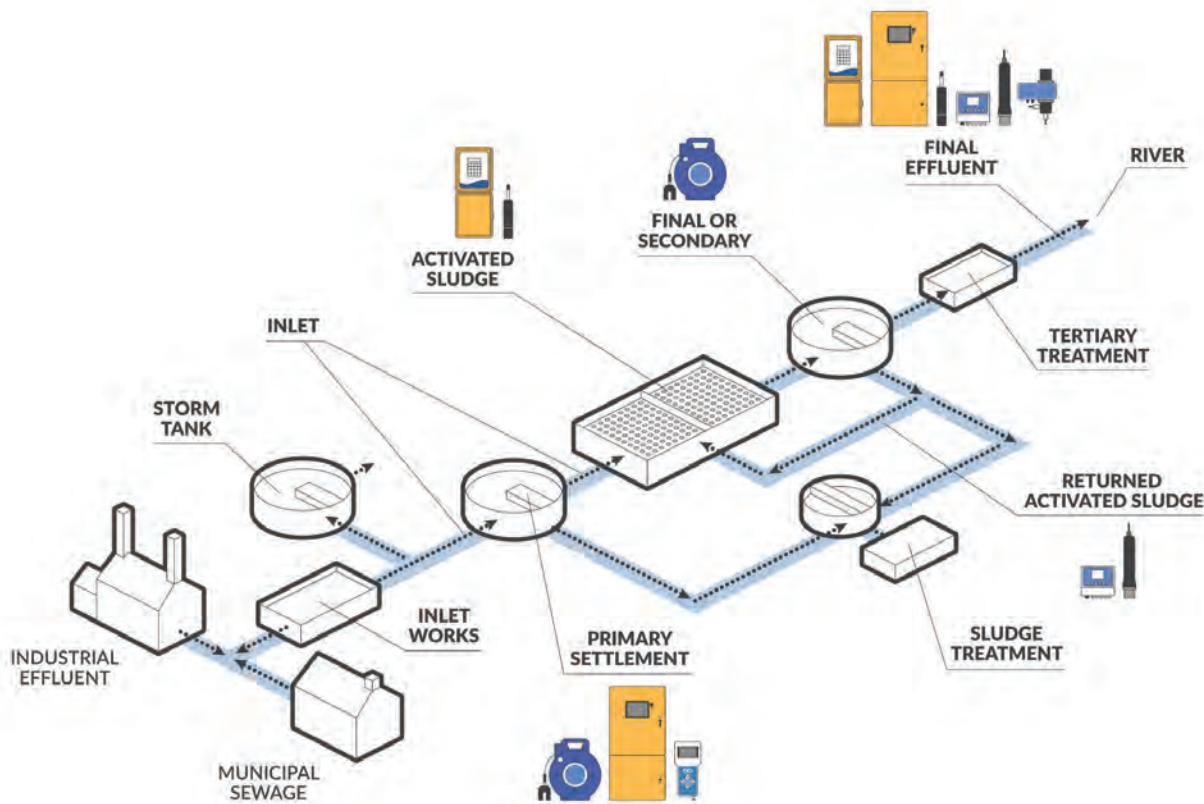 FINAL
EFFLUENT
RIVER
FINAL OR
SECONDARY
ACTIVATED
SLUDGE
TERTIARY
TREATMENT
INLET
STORM
TANK
RETURNED
ACTIVATED SLUDGE
INLET
WORKS
PRIMARY
SETTLEMENT
SLUDGE
TREATMENT
INDUSTRIAL
EFFLUENT
MUNICIPAL
SEWAGE